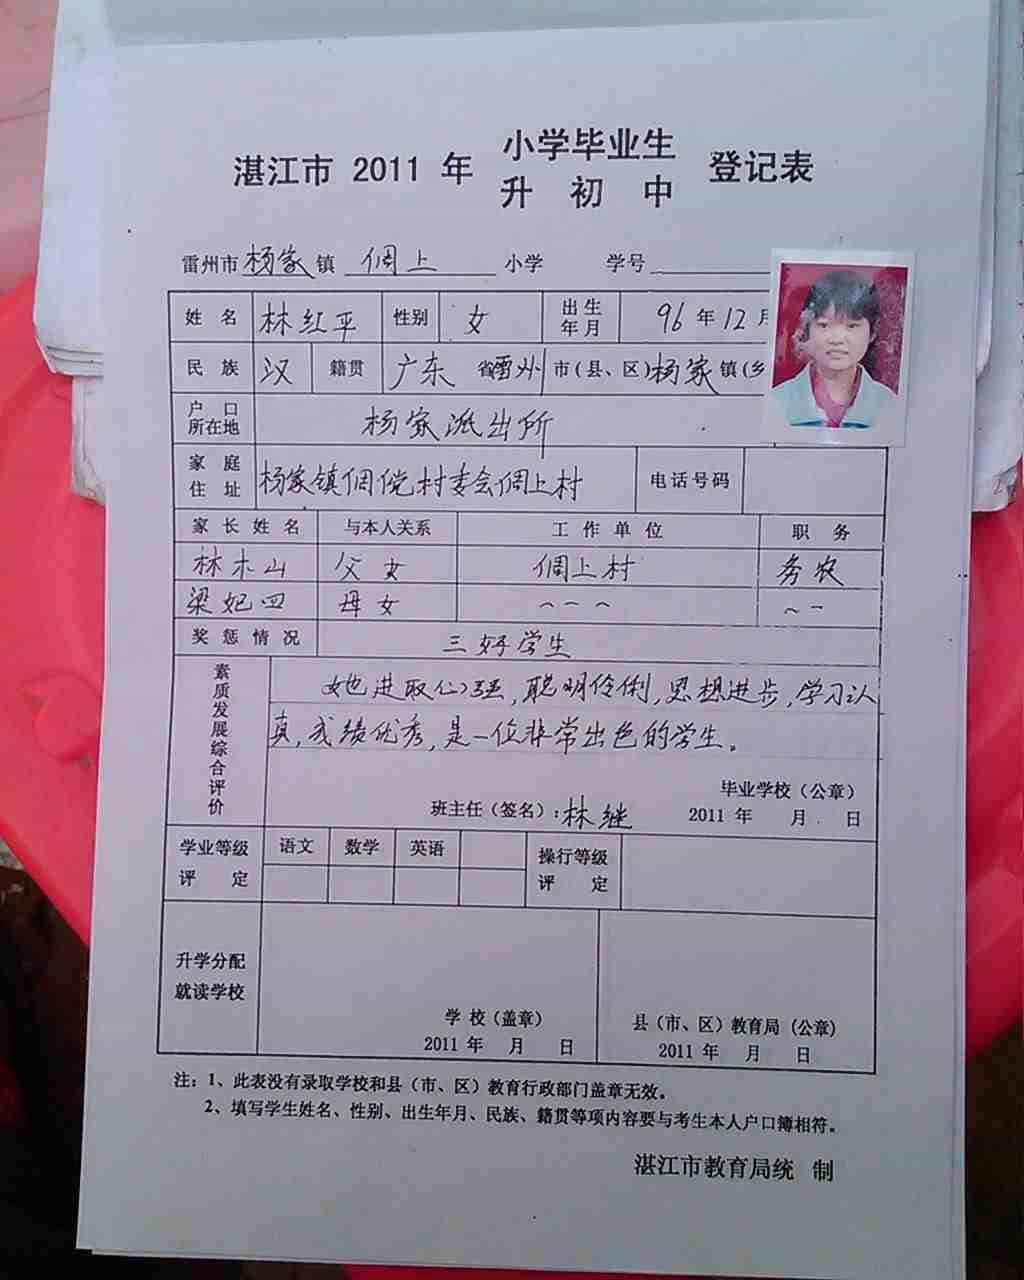 湛江市 2011 年 小学毕业生 登记表
升 初 中
雷州市 杨家 镇 倜上 小学 学号
姓 名 林红平 性别 女 出生年月 96 年 12 月
民 族 汉 籍贯 广东 省 雷州 市(县、区) 杨家 镇(乡
户 口 所在地 杨家派出所
家 庭 住 址 杨家镇倜傥村委会倜上村 电话号码
家 长 姓 名 与本人关系 工 作 单 位 职 务
林木山 父女 倜上村 务农
梁妃四 母女 ~ ~ ~ ~ ~
奖 惩 情 况 三好学生
素质发展综合评价
她进取心强,聪明伶俐,思想进步,学习认
真,成绩优秀,是一位非常出色的学生。
毕业学校(公章)
班主任(签名):林继 2011 年 月 日
学业等级 评 定 语文 数学 英语 操行等级 评 定
升学分配 就读学校
学 校(盖章) 县(市、区)教育局(公章)
2011 年 月 日 2011 年 月 日
注:1、此表没有录取学校和县(市、区)教育行政部门盖章无效。
2、填写学生姓名、性别、出生年月、民族、籍贯等项内容要与考生本人户口簿相符。
湛江市教育局统 制